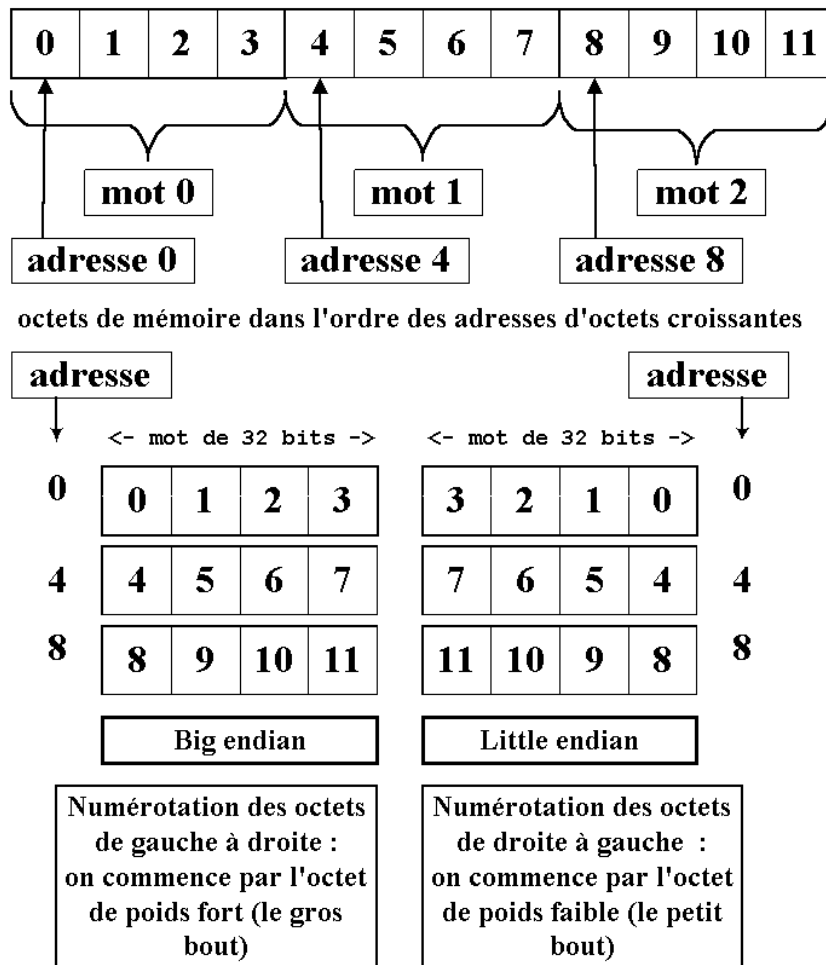 0 1 2 3 4 5 6 7 8 9 10 11
mot 0 mot 1 mot 2
adresse 0 adresse 4 adresse 8
octets de mémoire dans l'ordre des adresses d'octets croissantes
adresse adresse
<- mot de 32 bits -> <- mot de 32 bits ->
0 0 1 2 3 3 2 1 0 0
4 4 5 6 7 7 6 5 4 4
8 8 9 10 11 11 10 9 8 8
Big endian Little endian
Numérotation des octets
de gauche à droite :
on commence par l'octet
de poids fort (le gros
bout)
Numérotation des octets
de droite à gauche :
on commence par l'octet
de poids faible (le petit
bout)